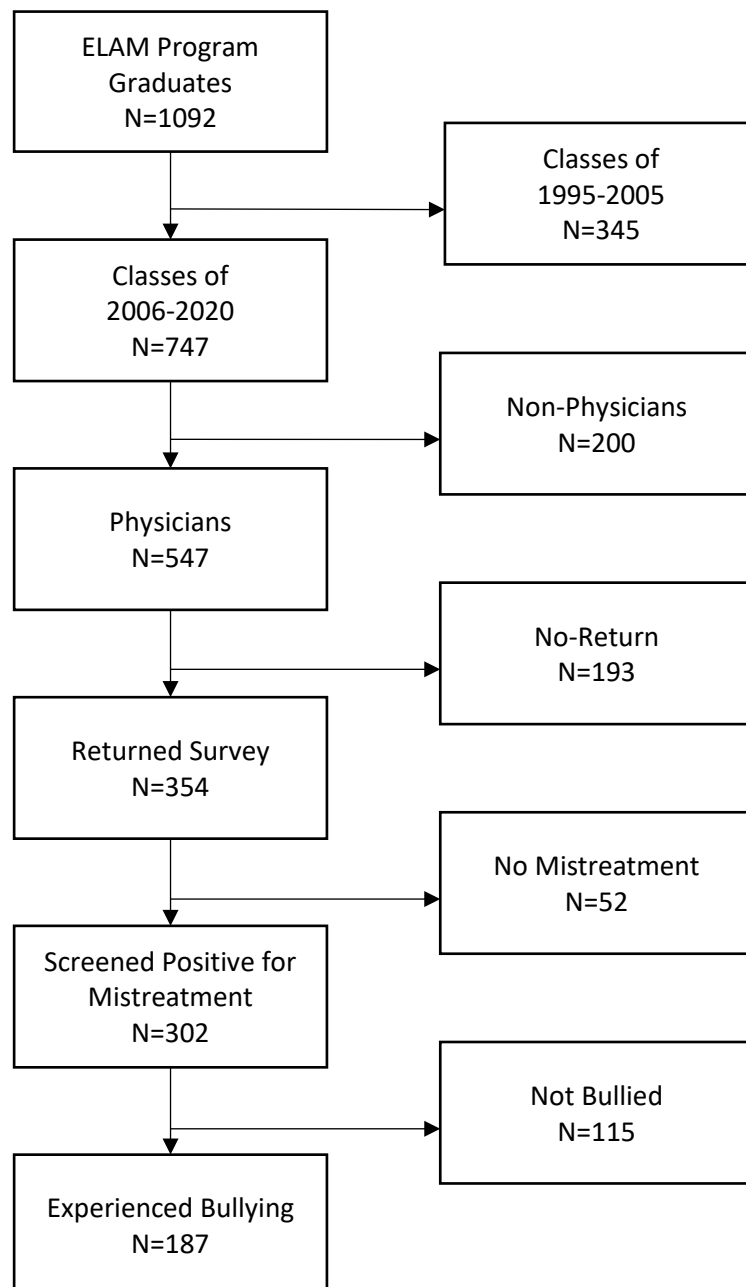 ELAM Program
Graduates
N=1092
Classes of
1995-2005
N=345
Classes of
2006-2020
N=747
Non-Physicians
N=200
Physicians
N=547
No-Return
N=193
Returned Survey
N=354
No Mistreatment
N=52
Screened Positive for
Mistreatment
N=302
Not Bullied
N=115
Experienced Bullying
N=187